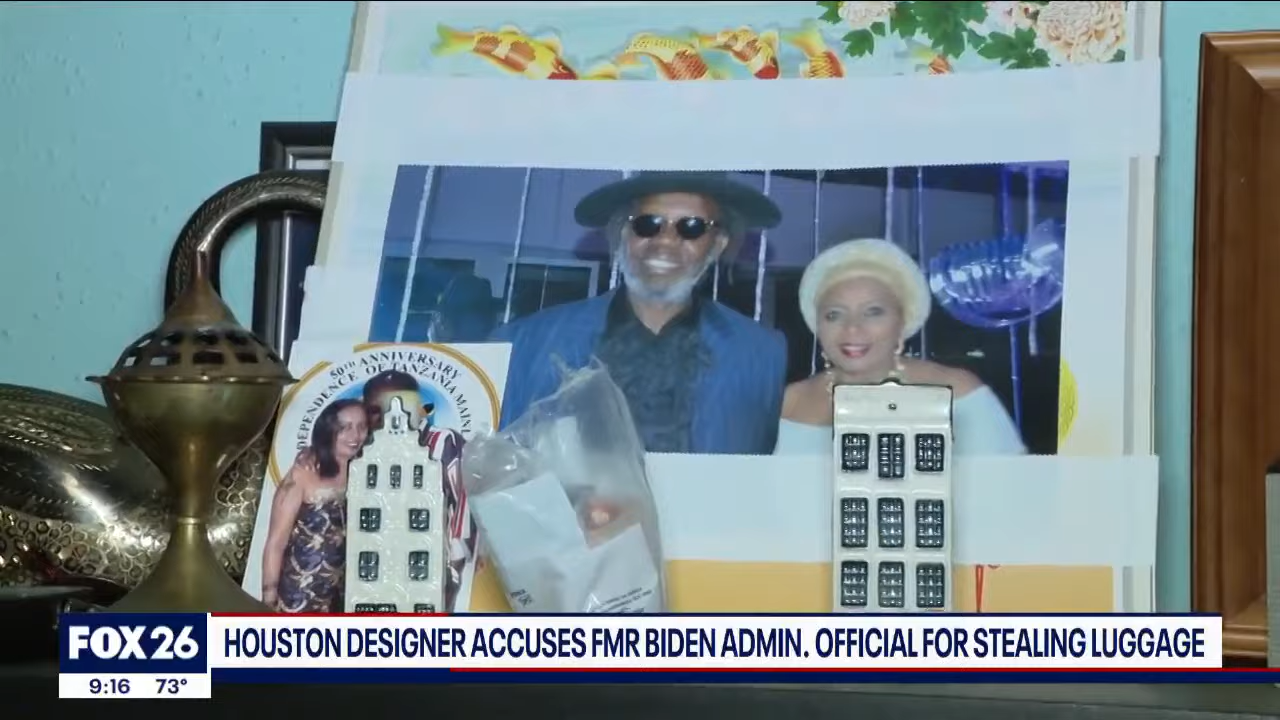 50TH ANNIVERSARY
DEPENDENCE OF TANZANIA MAINL
FOX 26
HOUSTON DESIGNER ACCUSES FMR BIDEN ADMIN. OFFICIAL FOR STEALING LUGGAGE
9:16 73°